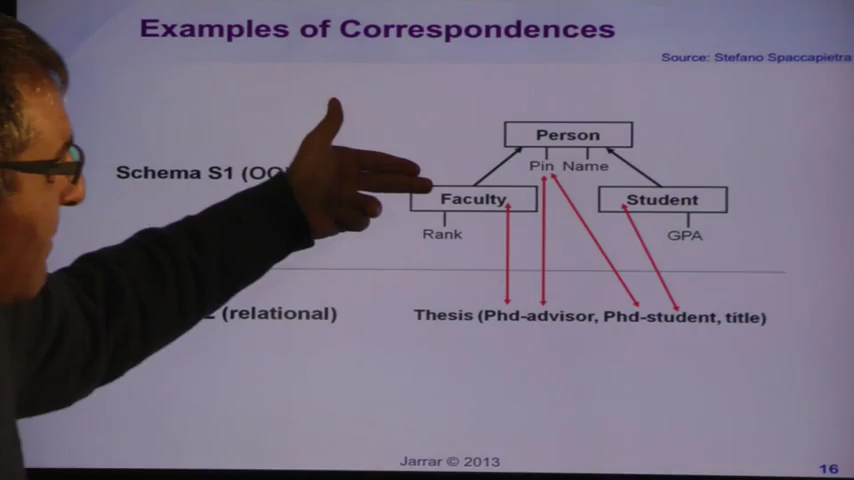 Examples of Correspondences
Source: Stefano Spaccapietra
Person
Pin Name
Schema S1 (OO
Faculty
Student
Rank
GPA
(relational)
Thesis (Phd-advisor, Phd-student, title)
Jarrar © 2013
16